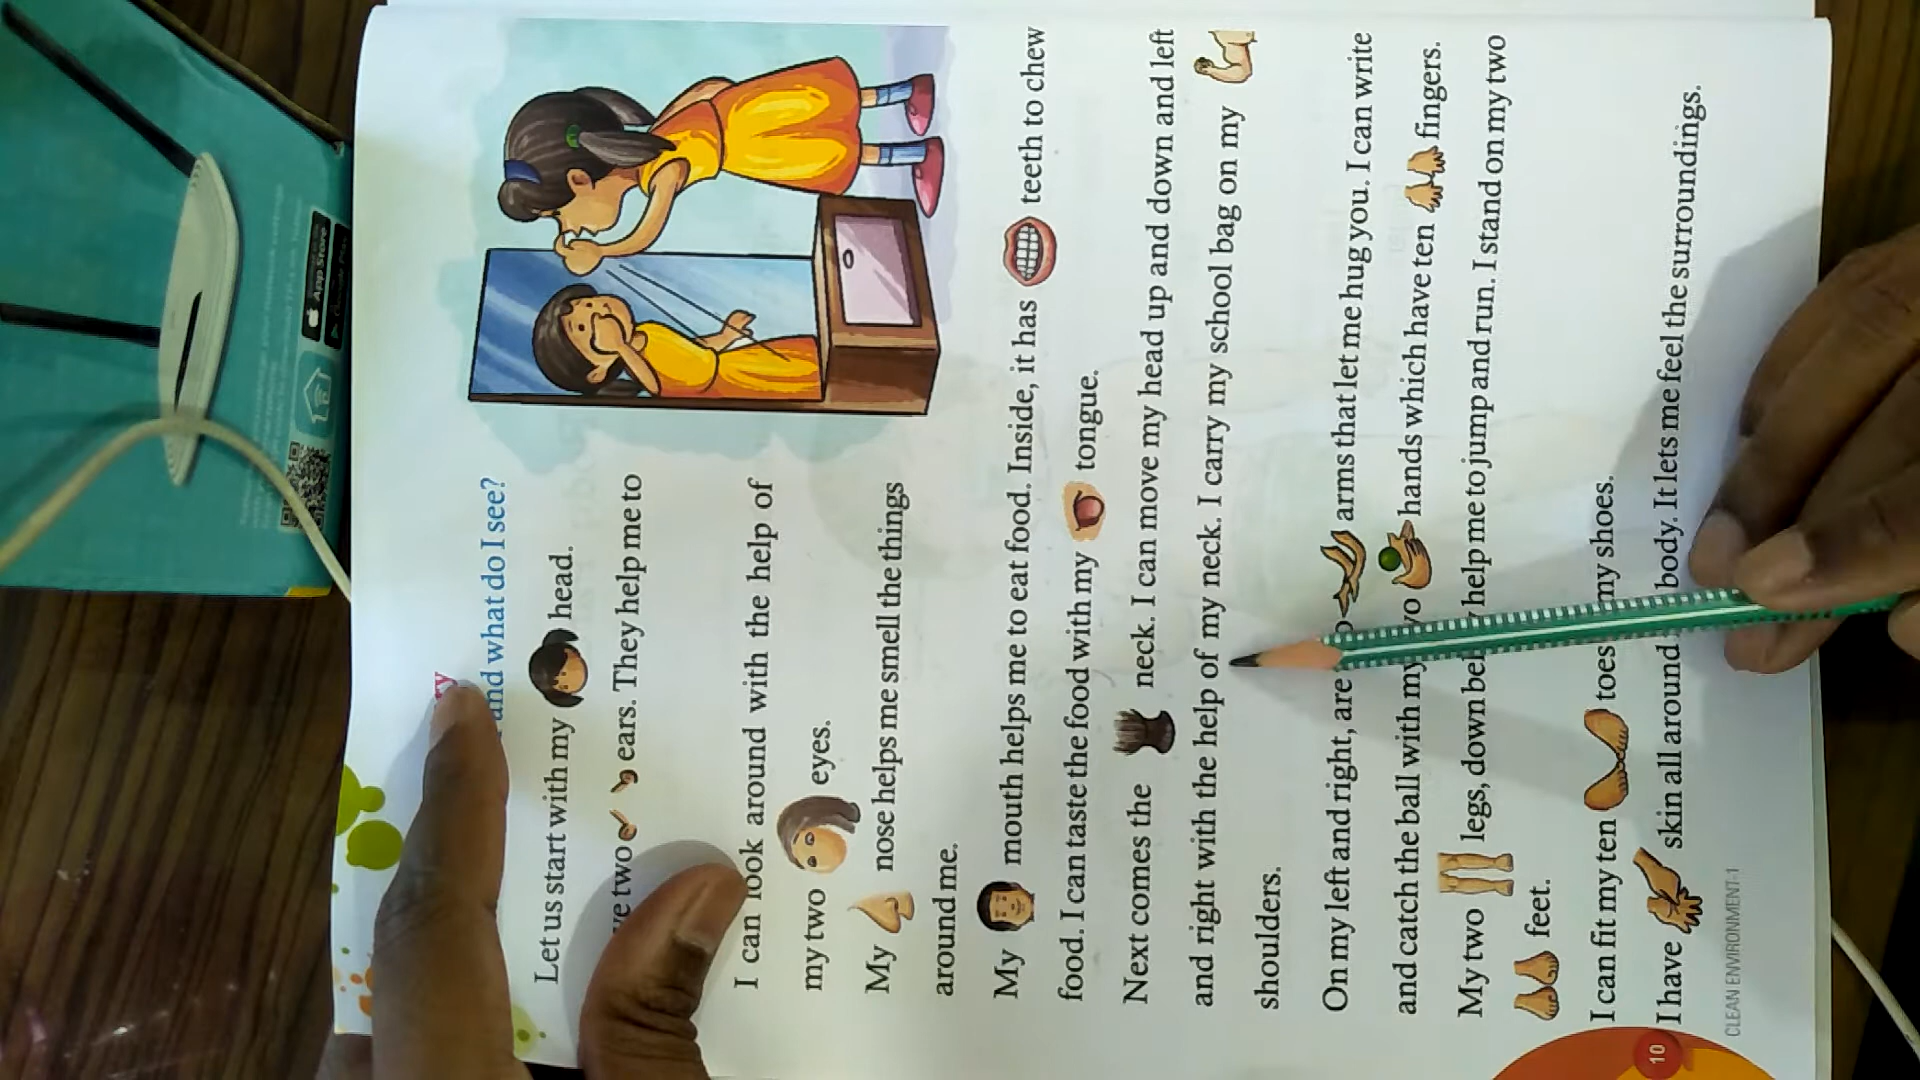 ry
and what do I see?
Let us start with my head.
ve two ears. They help me to
I can look around with the help of
my two eyes.
My nose helps me smell the things
around me.
My mouth helps me to eat food. Inside, it has teeth to chew
food. I can taste the food with my tongue.
Next comes the neck. I can move my head up and down and left
and right with the help of my neck. I carry my school bag on my
shoulders.
On my left and right, are arms that let me hug you. I can write
and catch the ball with my hands which have ten fingers.
My two legs, down help me to jump and run. I stand on my two
feet.
I can fit my ten toes my shoes.
I have skin all around body. It lets me feel the surroundings.
10
CLEAN ENVIRONMENT-1
App Store